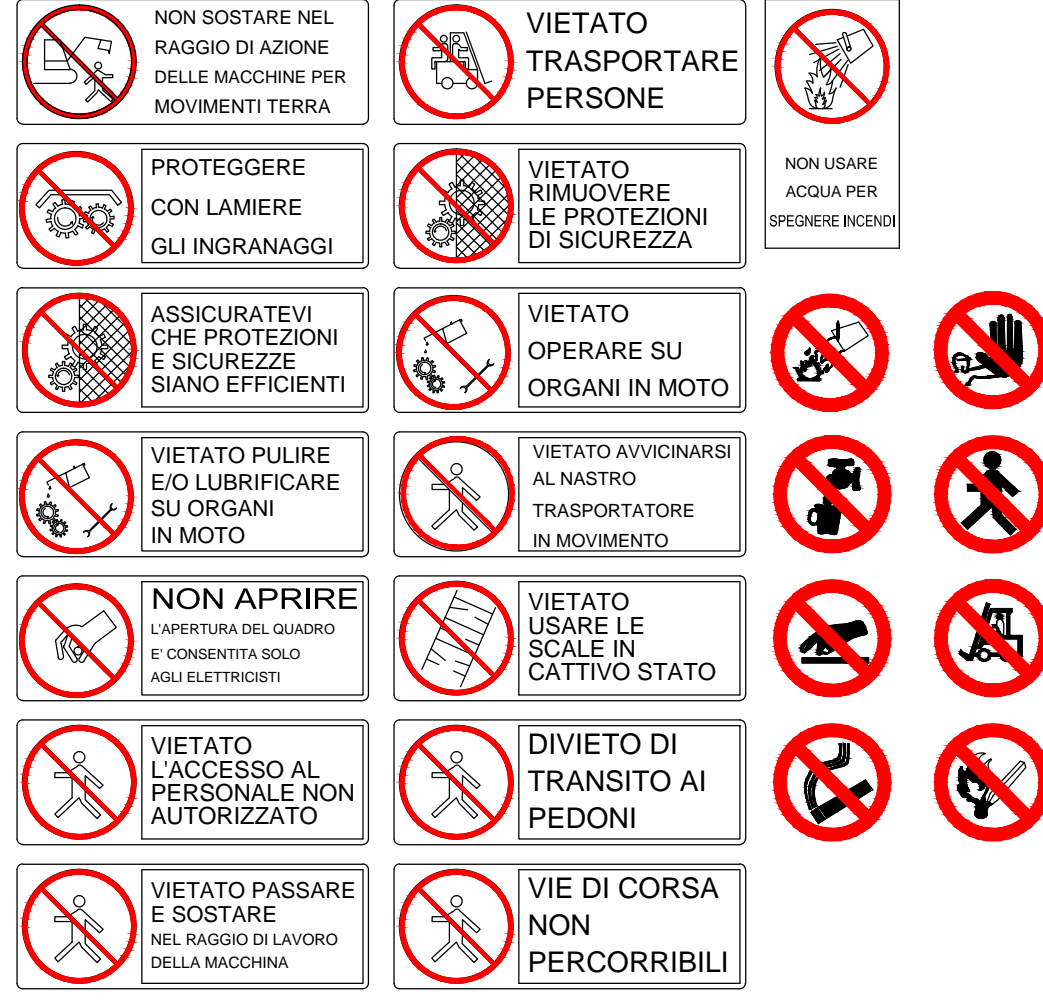 NON SOSTARE NEL
RAGGIO DI AZIONE
DELLE MACCHINE PER
MOVIMENTI TERRA
VIETATO
TRASPORTARE
PERSONE
NON USARE
ACQUA PER
SPEGNERE INCENDI
PROTEGGERE
CON LAMIERE
GLI INGRANAGGI
VIETATO
RIMUOVERE
LE PROTEZIONI
DI SICUREZZA
ASSICURATEVI
CHE PROTEZIONI
E SICUREZZE
SIANO EFFICIENTI
VIETATO
OPERARE SU
ORGANI IN MOTO
VIETATO PULIRE
E/O LUBRIFICARE
SU ORGANI
IN MOTO
VIETATO AVVICINARSI
AL NASTRO
TRASPORTATORE
IN MOVIMENTO
NON APRIRE
L'APERTURA DEL QUADRO
E' CONSENTITA SOLO
AGLI ELETTRICISTI
VIETATO
USARE LE
SCALE IN
CATTIVO STATO
VIETATO
L'ACCESSO AL
PERSONALE NON
AUTORIZZATO
DIVIETO DI
TRANSITO AI
PEDONI
VIETATO PASSARE
E SOSTARE
NEL RAGGIO DI LAVORO
DELLA MACCHINA
VIE DI CORSA
NON
PERCORRIBILI